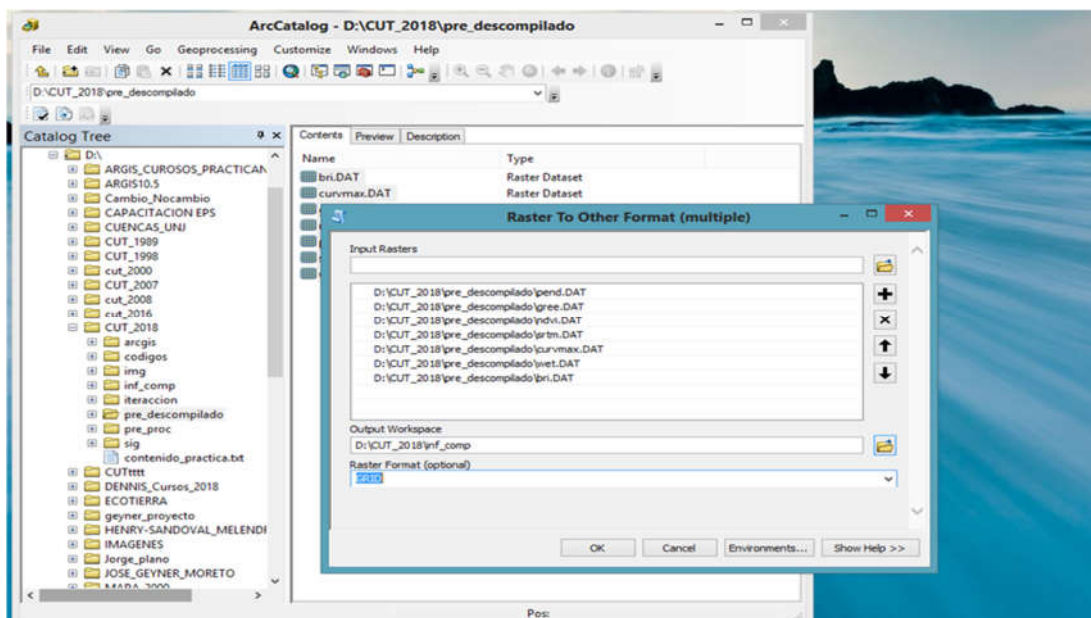 ArcCatalog - D:\CUT_2018\pre_descompilado
File Edit View Go Geoprocessing Customize Windows Help
D:\CUT_2018\pre_descompilado
Catalog Tree
D:\
ARGIS_CUROSOS_PRACTICAN
ARGIS10.5
Cambio_Nocambio
CAPACITACION EPS
CUENCAS_UNJ
CUT_1989
CUT_1998
cut_2000
CUT_2007
cut_2008
cut_2016
CUT_2018
arcgis
codigos
img
inf_comp
iteraccion
pre_descompilado
pre_proc
sig
contenido_practica.txt
CUTtttt
DENNIS_Cursos_2018
ECOTIERRA
geyner_proyecto
HENRY-SANDOVAL_MELENDR
IMAGENES
Jorge_plano
JOSE_GEYNER_MORETO
MAPA_2000
Contents Preview Description
Name Type
bri.DAT Raster Dataset
curvmax.DAT Raster Dataset
Raster To Other Format (multiple)
Input Rasters
D:\CUT_2018\pre_descompilado\pend.DAT
D:\CUT_2018\pre_descompilado\gree.DAT
D:\CUT_2018\pre_descompilado\ndvi.DAT
D:\CUT_2018\pre_descompilado\srtm.DAT
D:\CUT_2018\pre_descompilado\curvmax.DAT
D:\CUT_2018\pre_descompilado\wet.DAT
D:\CUT_2018\pre_descompilado\bri.DAT
Output Workspace
D:\CUT_2018\inf_comp
Raster Format (optional)
GRID
OK Cancel Environments... Show Help >>
Pos: